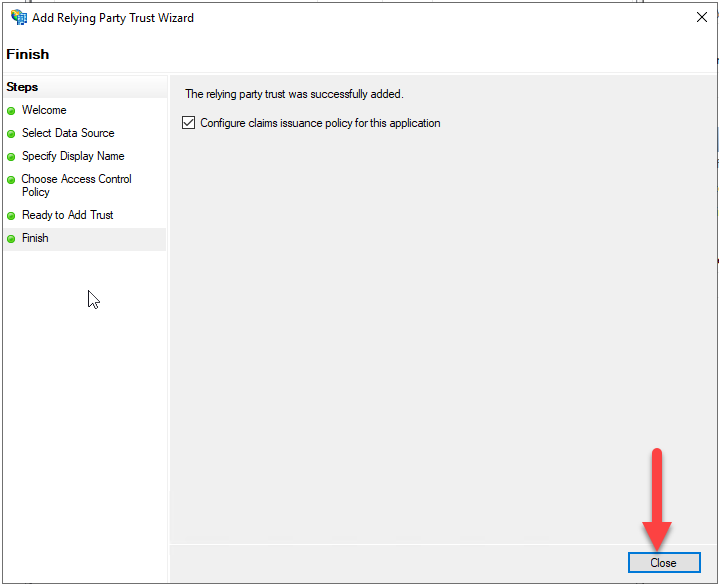 Add Relying Party Trust Wizard
Finish
Steps
Welcome
Select Data Source
Specify Display Name
Choose Access Control
Policy
Ready to Add Trust
Finish
The relying party trust was successfully added.
Configure claims issuance policy for this application
Close